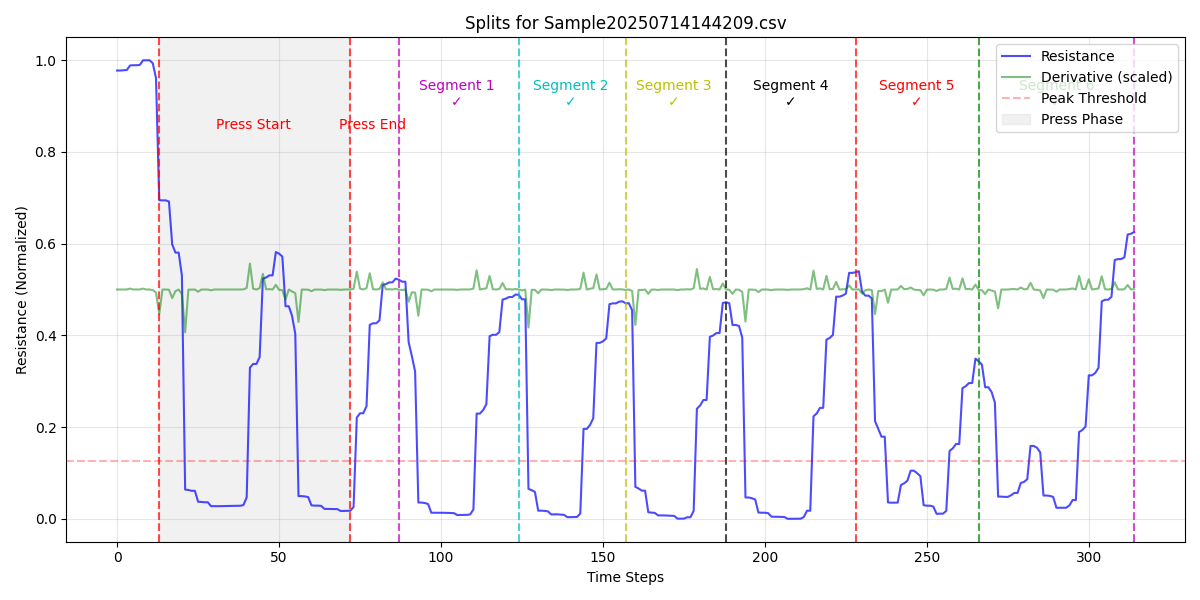 Splits for Sample20250714144209.csv
Resistance (Normalized)
1.0
0.8
0.6
0.4
0.2
0.0
Press Start
Press End
Segment 1
✓
Segment 2
✓
Segment 3
✓
Segment 4
✓
Segment 5
✓
Segment 6
Resistance
Derivative (scaled)
Peak Threshold
Press Phase
0
50
100
150
200
250
300
Time Steps